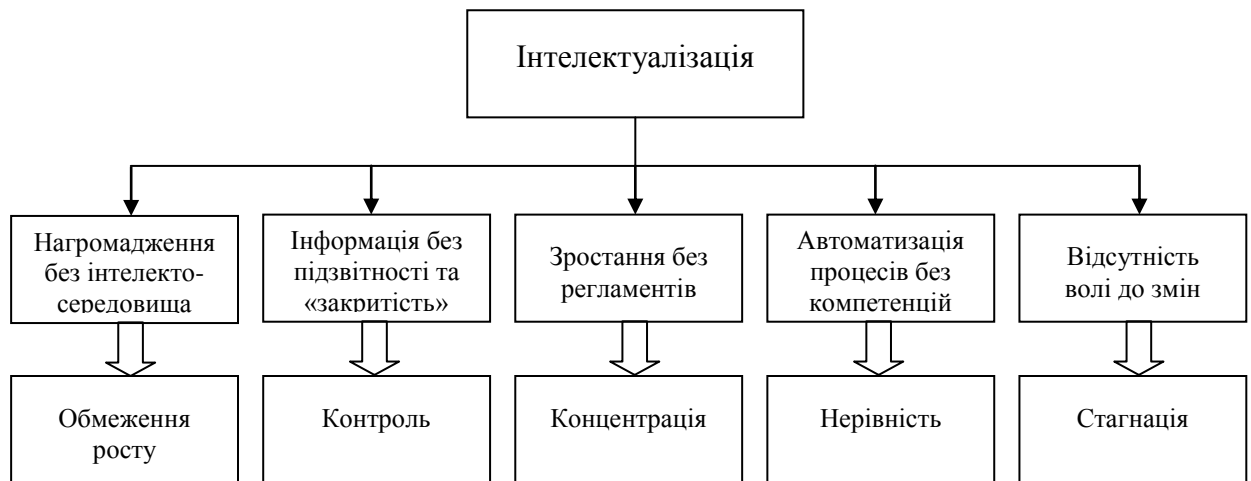 Інтелектуалізація
Нагромадження
без інтелекто-
середовища
Інформація без
підзвітності та
«закритість»
Зростання без
регламентів
Автоматизація
процесів без
компетенцій
Відсутність
волі до змін
Обмеження
росту
Контроль
Концентрація
Нерівність
Стагнація